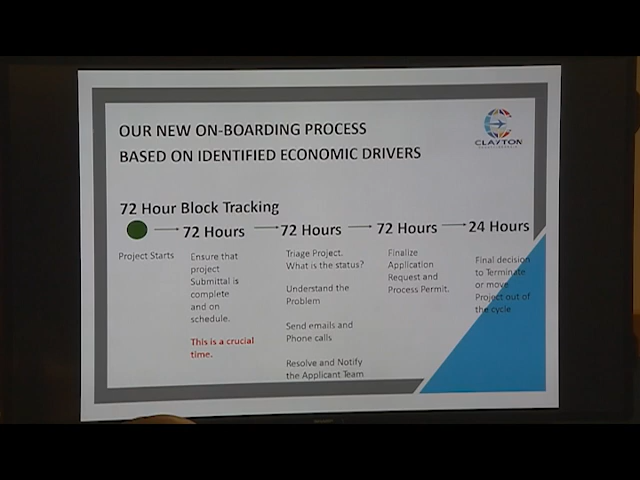 OUR NEW ON-BOARDING PROCESS
BASED ON IDENTIFIED ECONOMIC DRIVERS
CLAYTON
72 Hour Block Tracking
72 Hours
72 Hours
72 Hours
24 Hours
Project Starts
Ensure that
project
Submittal is
complete
and on
schedule.
This is a crucial
time.
Triage Project.
What is the status?
Understand the
Problem
Send emails and
Phone calls
Resolve and Notify
the Applicant Team
Finalize
Application
Request and
Process Permit.
Final decision
to Terminate
or move
Project out of
the cycle